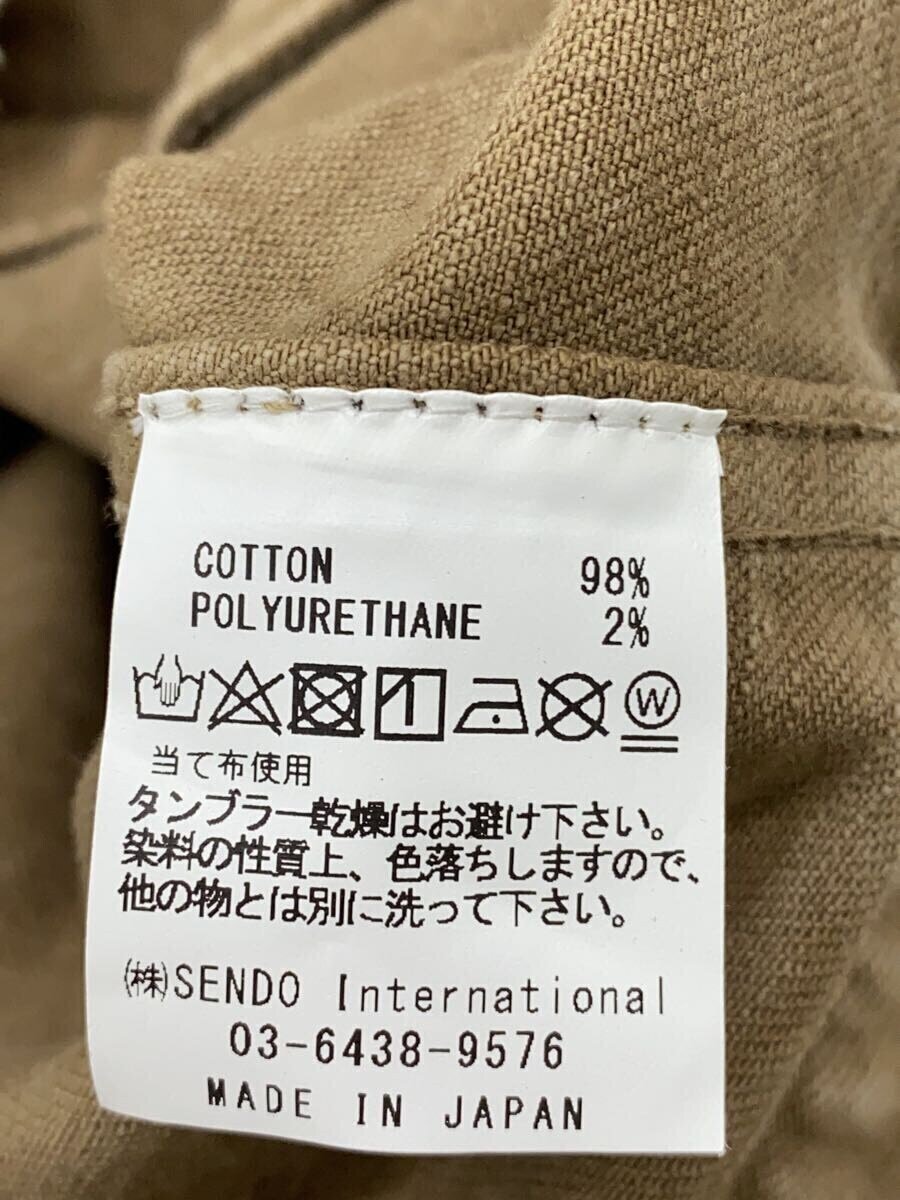 COTTON 98%
POLYURETHANE 2%
W
当て布使用
タンブラー乾燥はお避け下さい。
染料の性質上、色落ちしますので、
他の物とは別に洗って下さい。
㈱SENDO International
03-6438-9576
MADE IN JAPAN